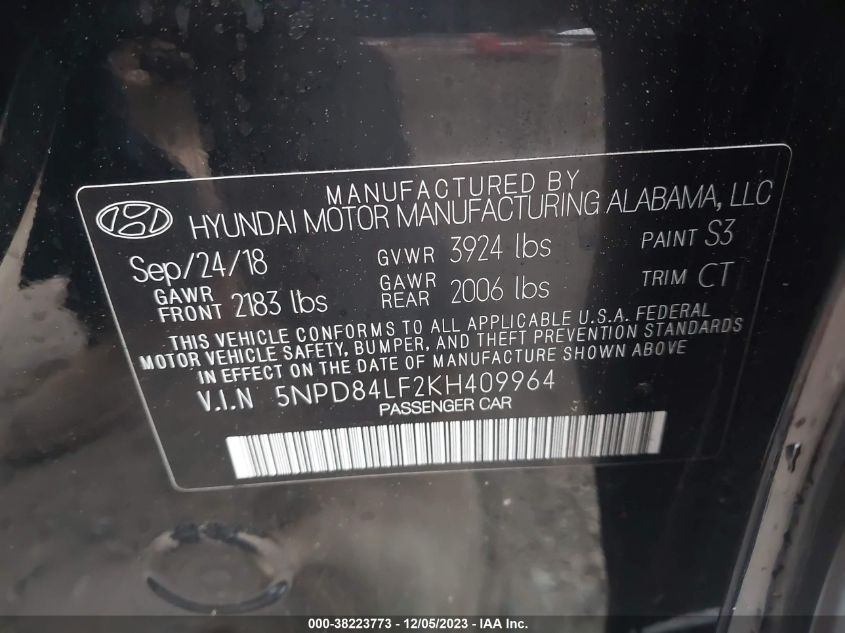 MANUFACTURED BY
HYUNDAI MOTOR MANUFACTURING ALABAMA, LLC
Sep/24/18 GVWR 3924 lbs PAINT S3
GAWR FRONT 2183 lbs GAWR REAR 2006 lbs TRIM CT
THIS VEHICLE CONFORMS TO ALL APPLICABLE U.S.A. FEDERAL
MOTOR VEHICLE SAFETY, BUMPER, AND THEFT PREVENTION STANDARDS
IN EFFECT ON THE DATE OF MANUFACTURE SHOWN ABOVE
V.I.N 5NPD84LF2KH409964
PASSENGER CAR
000-38223773 - 12/05/2023 - IAA Inc.